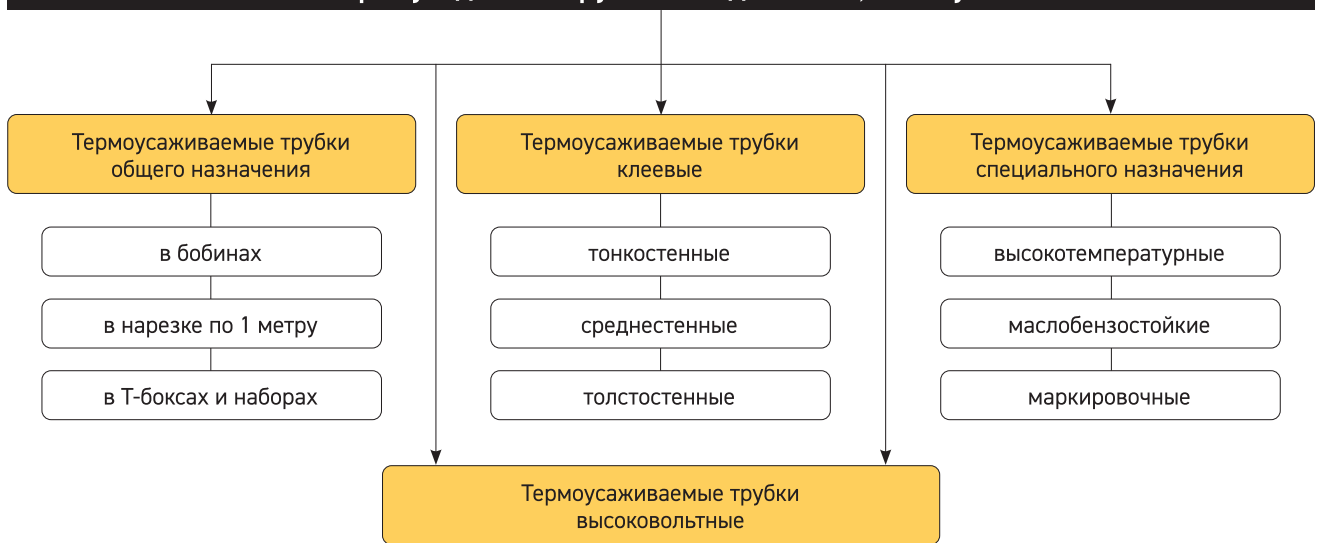 Термоусаживаемые трубки
общего назначения
Термоусаживаемые трубки
клеевые
Термоусаживаемые трубки
специального назначения
в бобинах
тонкостенные
высокотемпературные
в нарезке по 1 метру
среднестенные
маслобензостойкие
в Т-боксах и наборах
толстостенные
маркировочные
Термоусаживаемые трубки
высоковольтные